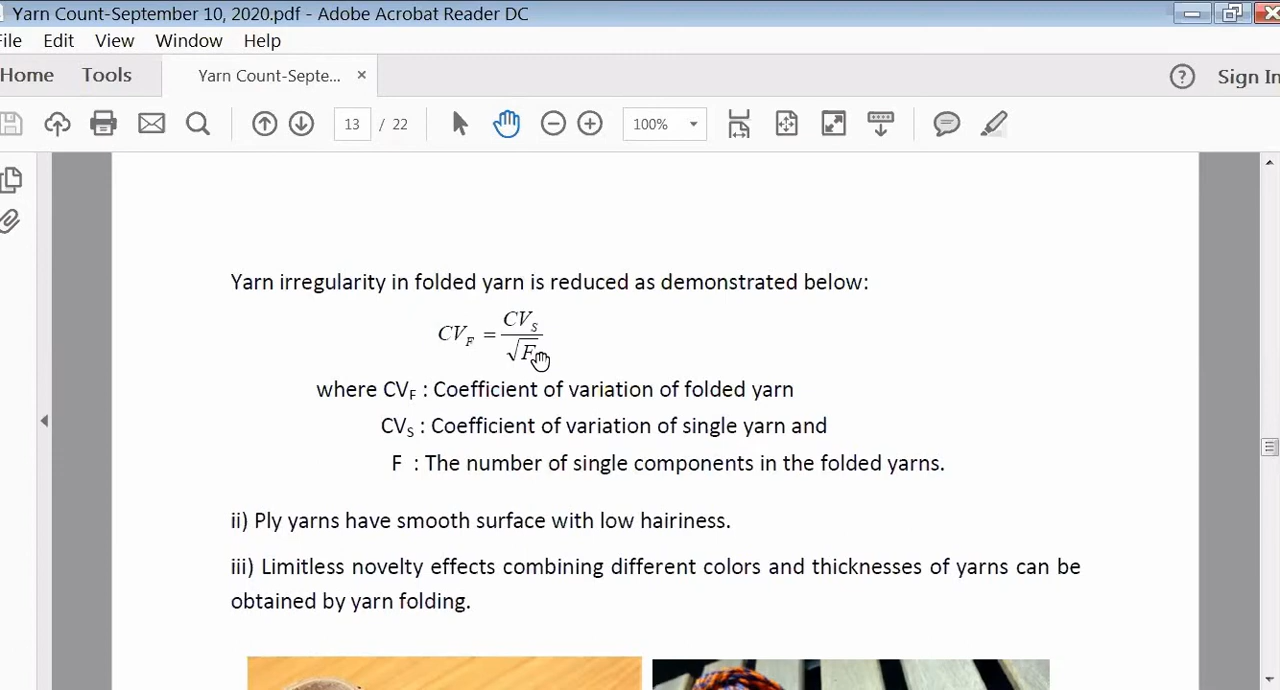 Yarn Count-September 10, 2020.pdf - Adobe Acrobat Reader DC
File Edit View Window Help
Home Tools Yarn Count-Septe... × ? Sign In
13 / 22 100%
Yarn irregularity in folded yarn is reduced as demonstrated below:
CV_F = CV_S / √F
where CV_F : Coefficient of variation of folded yarn
CV_S : Coefficient of variation of single yarn and
F : The number of single components in the folded yarns.
ii) Ply yarns have smooth surface with low hairiness.
iii) Limitless novelty effects combining different colors and thicknesses of yarns can be
obtained by yarn folding.